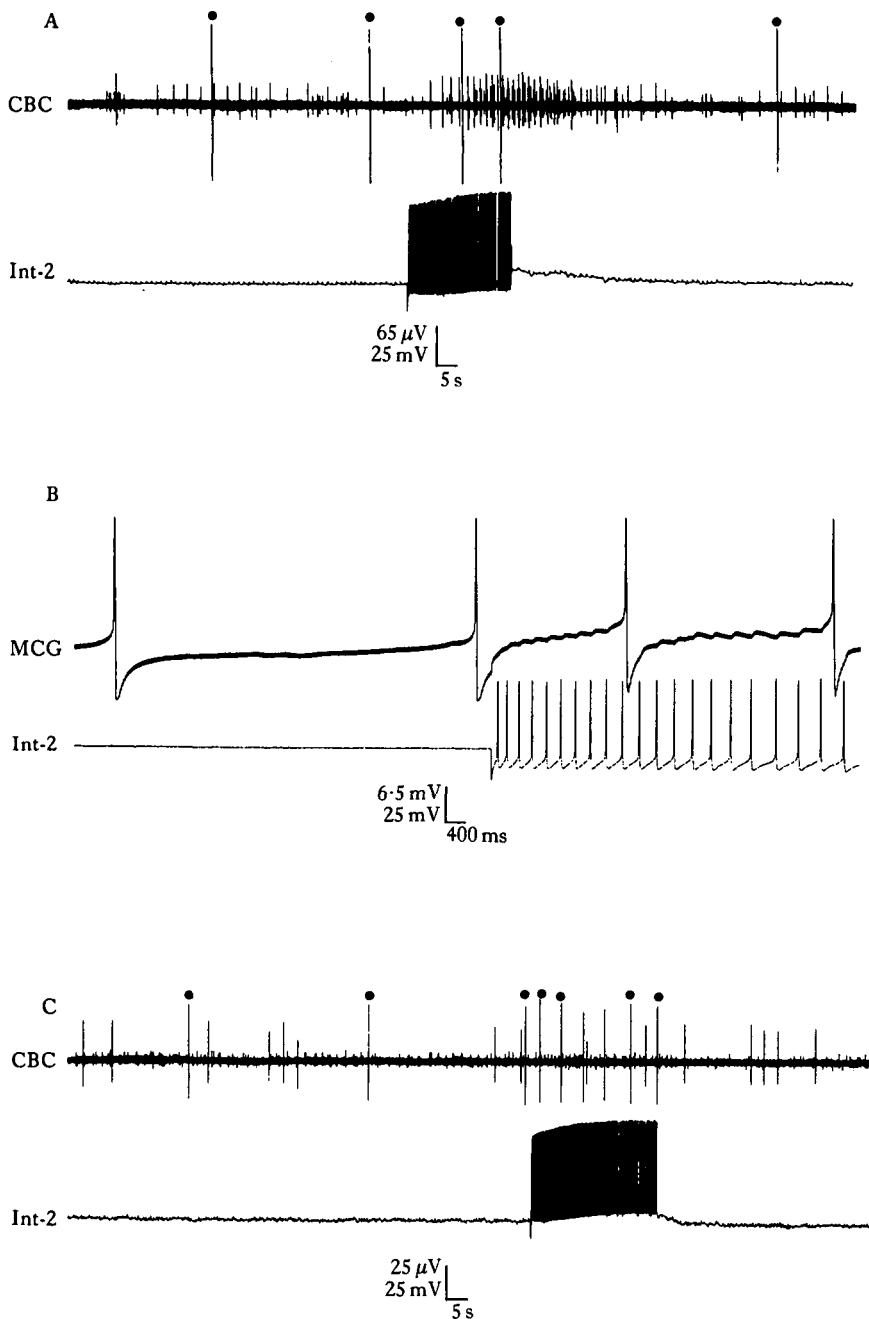 A
CBC
Int-2
65 μV
25 mV
5 s
B
MCG
Int-2
6·5 mV
25 mV
400 ms
C
CBC
Int-2
25 μV
25 mV
5 s